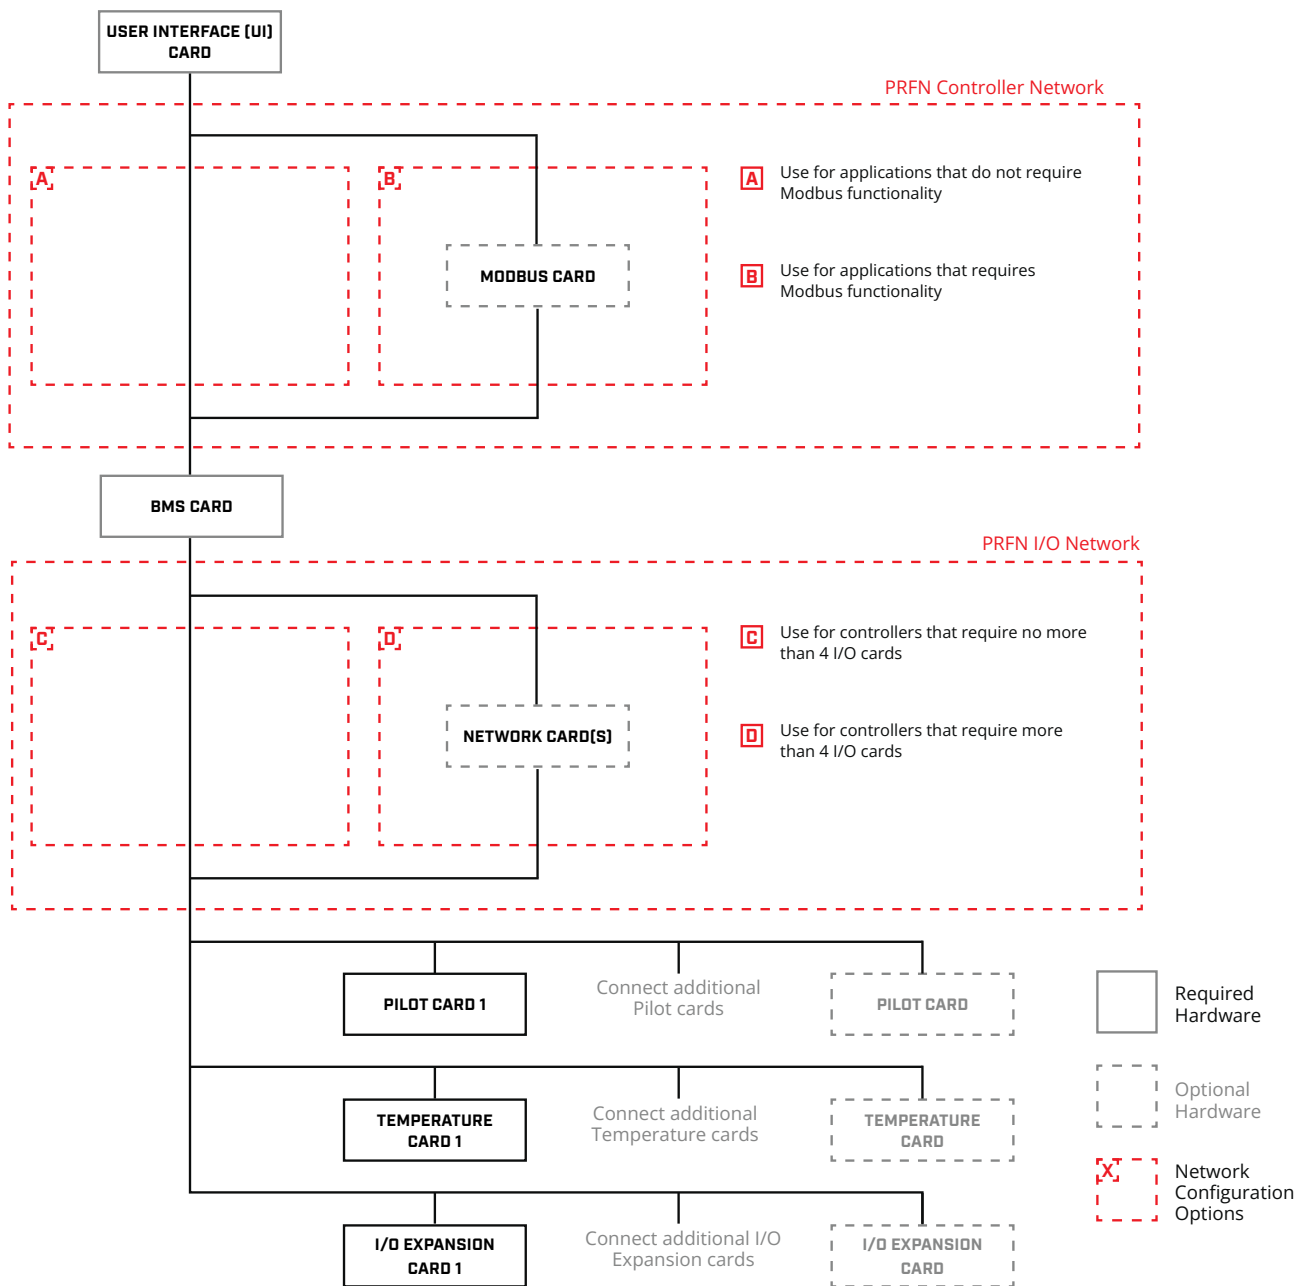 USER INTERFACE (UI)
CARD
PRFN Controller Network
A
B
A
Use for applications that do not require
Modbus functionality
MODBUS CARD
B
Use for applications that requires
Modbus functionality
BMS CARD
PRFN I/O Network
C
D
C
Use for controllers that require no more
than 4 I/O cards
NETWORK CARD(S)
D
Use for controllers that require more
than 4 I/O cards
PILOT CARD 1
Connect additional
Pilot cards
PILOT CARD
Required
Hardware
TEMPERATURE
CARD 1
Connect additional
Temperature cards
TEMPERATURE
CARD
Optional
Hardware
I/O EXPANSION
CARD 1
Connect additional I/O
Expansion cards
I/O EXPANSION
CARD
X
Network
Configuration
Options